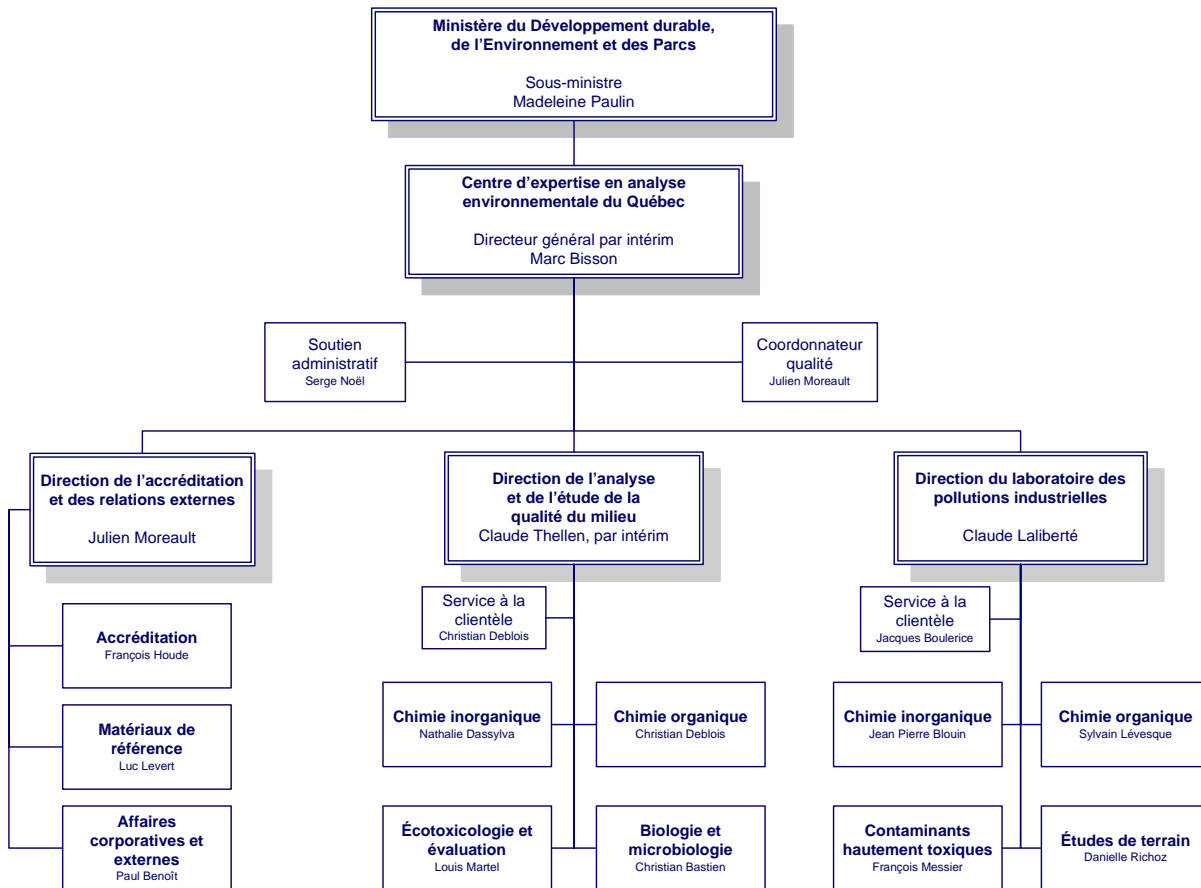 Ministère du Développement durable,
de l'Environnement et des Parcs
Sous-ministre
Madeleine Paulin
Centre d'expertise en analyse
environnementale du Québec
Directeur général par intérim
Marc Bisson
Soutien
administratif
Serge Noël
Coordonnateur
qualité
Julien Moreault
Direction de l'accréditation
et des relations externes
Julien Moreault
Direction de l'analyse
et de l'étude de la
qualité du milieu
Claude Thellen, par intérim
Direction du laboratoire des
pollutions industrielles
Claude Laliberté
Accréditation
François Houde
Matériaux de
référence
Luc Levert
Affaires
corporatives et
externes
Paul Benoît
Service à la
clientèle
Christian Deblois
Chimie inorganique
Nathalie Dassylva
Chimie organique
Christian Deblois
Écotoxicologie et
évaluation
Louis Martel
Biologie et
microbiologie
Christian Bastien
Service à la
clientèle
Jacques Boulerice
Chimie inorganique
Jean Pierre Blouin
Chimie organique
Sylvain Lévesque
Contaminants
hautement toxiques
François Messier
Études de terrain
Danielle Richoz